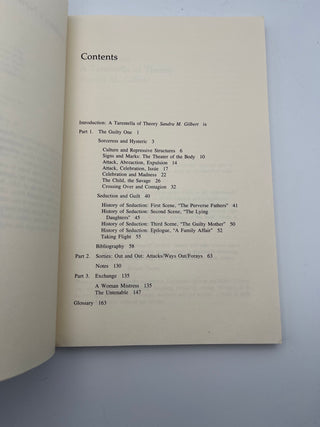 Contents
Introduction: A Tarantella of Theory Sandra M. Gilbert ix
Part 1. The Guilty One 1
Sorceress and Hysteric 3
Culture and Repressive Structures 6
Signs and Marks: The Theater of the Body 10
Attack, Abreaction, Expulsion 14
Attack, Celebration, Issue 17
Celebration and Madness 22
The Child, the Savage 26
Crossing Over and Contagion 32
Seduction and Guilt 40
History of Seduction: First Scene, "The Perverse Fathers" 41
History of Seduction: Second Scene, "The Lying
Daughters" 45
History of Seduction: Third Scene, "The Guilty Mother" 50
History of Seduction: Epilogue, "A Family Affair" 52
Taking Flight 55
Bibliography 58
Part 2. Sorties: Out and Out: Attacks/Ways Out/Forays 63
Notes 130
Part 3. Exchange 135
A Woman Mistress 135
The Untenable 147
Glossary 163